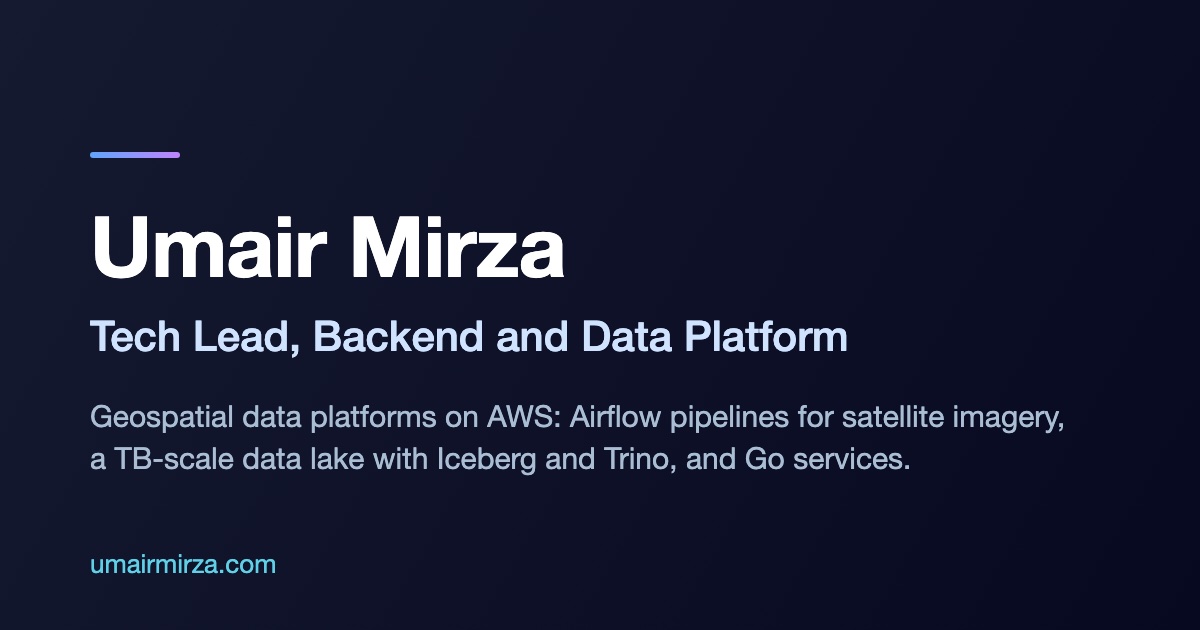 Umair Mirza
Tech Lead, Backend and Data Platform
Geospatial data platforms on AWS: Airflow pipelines for satellite imagery,
a TB-scale data lake with Iceberg and Trino, and Go services.
umairmirza.com